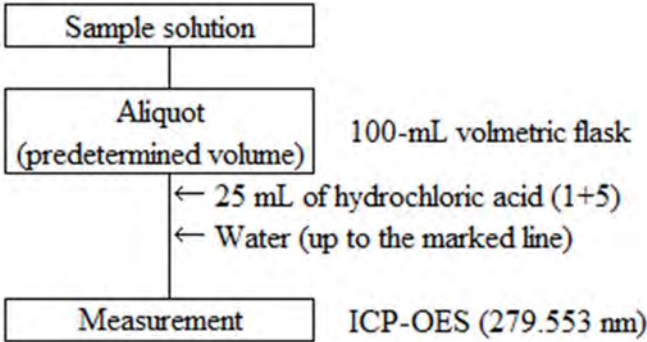 Sample solution
Aliquot
(predetermined volume)
100-mL volmetric flask
← 25 mL of hydrochloric acid (1+5)
← Water (up to the marked line)
Measurement
ICP-OES (279.553 nm)